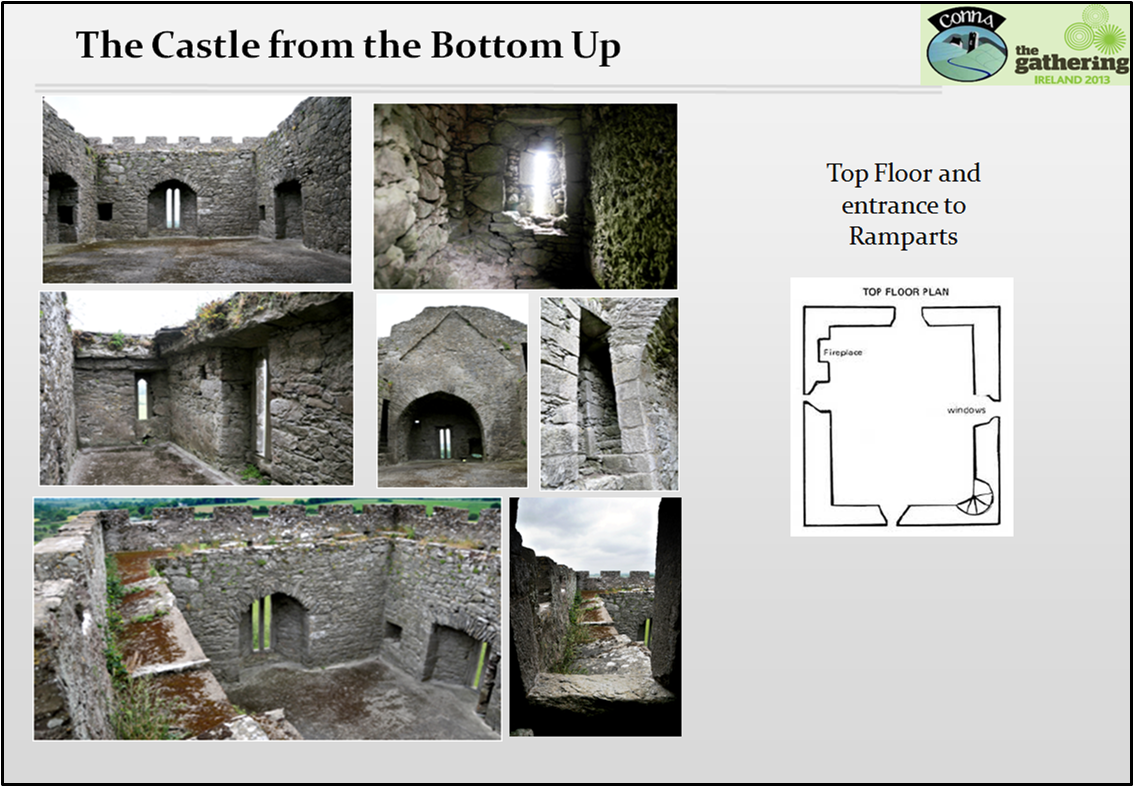 The Castle from the Bottom Up
CONNA
the
gathering
IRELAND 2013
Top Floor and
entrance to
Ramparts
TOP FLOOR PLAN
Fireplace
windows